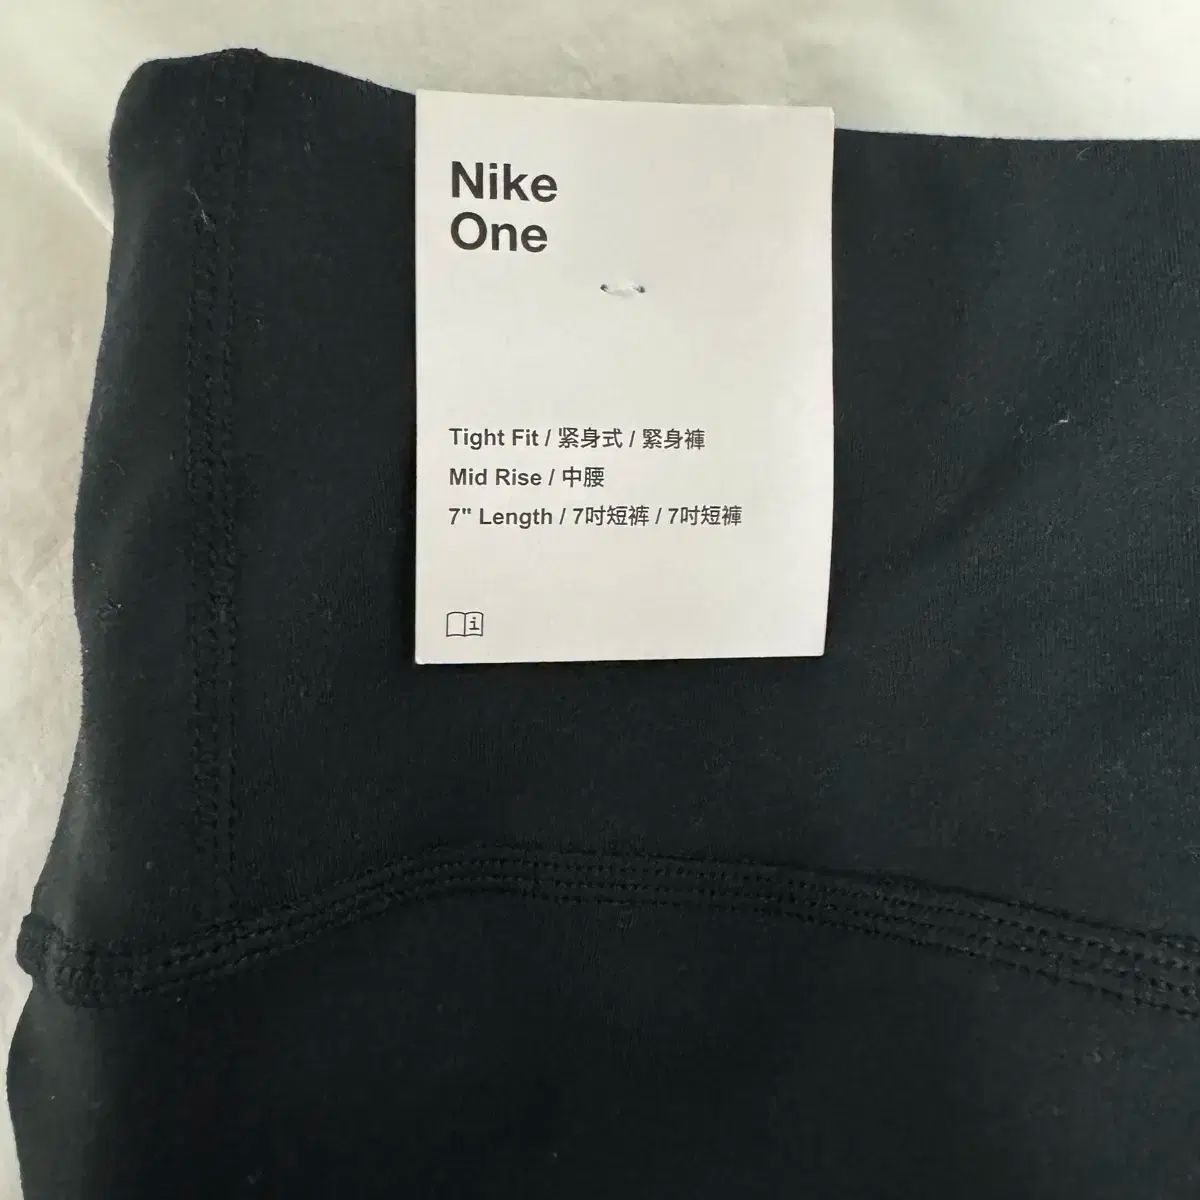 Nike
One
Tight Fit / 紧身式 / 緊身褲
Mid Rise / 中腰
7" Length / 7吋短裤 / 7吋短褲
i